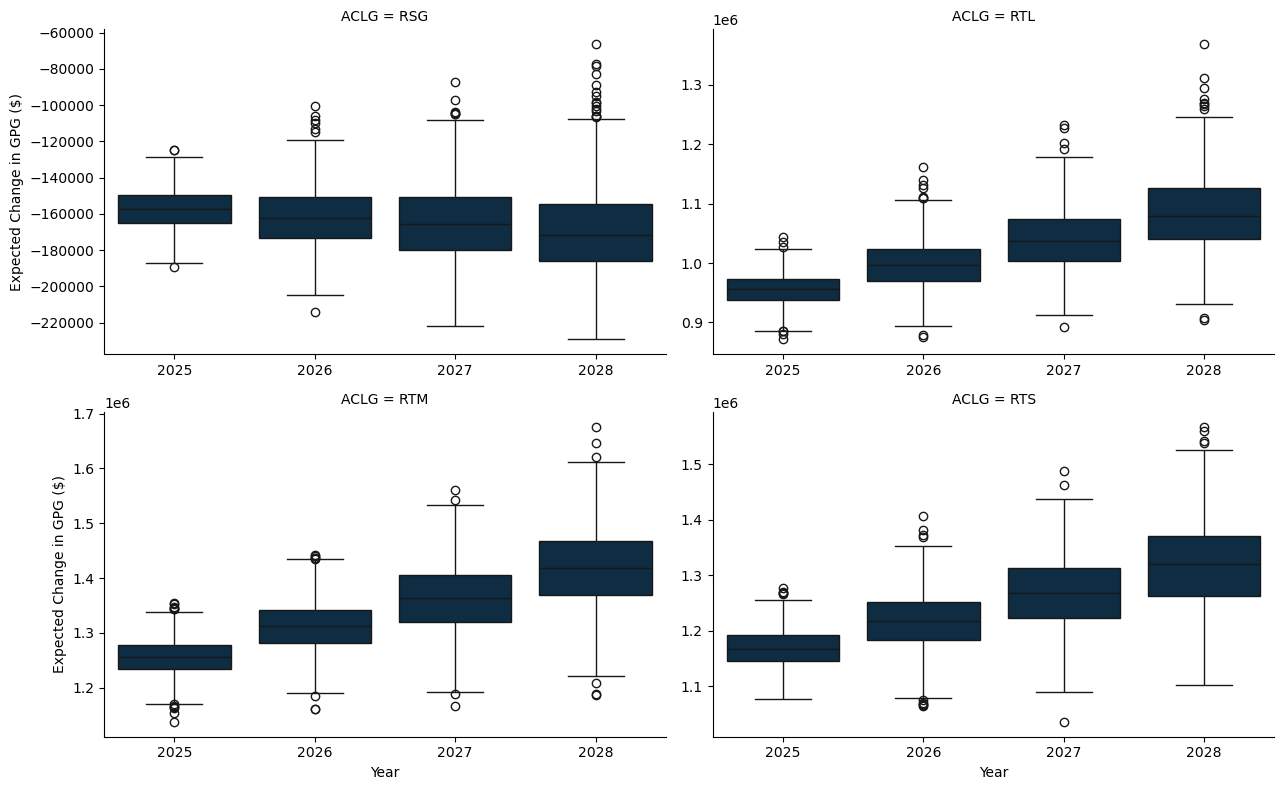 ACLG = RSG
−60000
−80000
−100000
−120000
−140000
−160000
−180000
−200000
−220000
Expected Change in GPG ($)
2025 2026 2027 2028
ACLG = RTL
1e6
1.3
1.2
1.1
1.0
0.9
2025 2026 2027 2028
ACLG = RTM
1e6
1.7
1.6
1.5
1.4
1.3
1.2
Expected Change in GPG ($)
2025 2026 2027 2028
Year
ACLG = RTS
1e6
1.5
1.4
1.3
1.2
1.1
2025 2026 2027 2028
Year